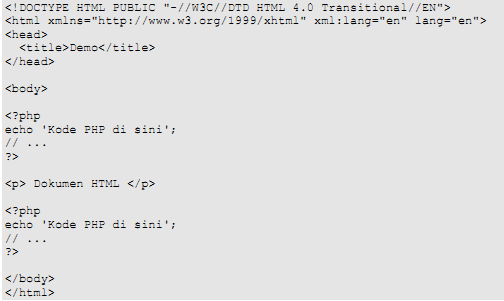 <!DOCTYPE HTML PUBLIC "-//W3C//DTD HTML 4.0 Transitional//EN">
<html xmlns="http://www.w3.org/1999/xhtml" xml:lang="en" lang="en">
<head>
  <title>Demo</title>
</head>
<body>
<?php
echo 'Kode PHP di sini';
// ...
?>
<p> Dokumen HTML </p>
<?php
echo 'Kode PHP di sini';
// ...
?>
</body>
</html>